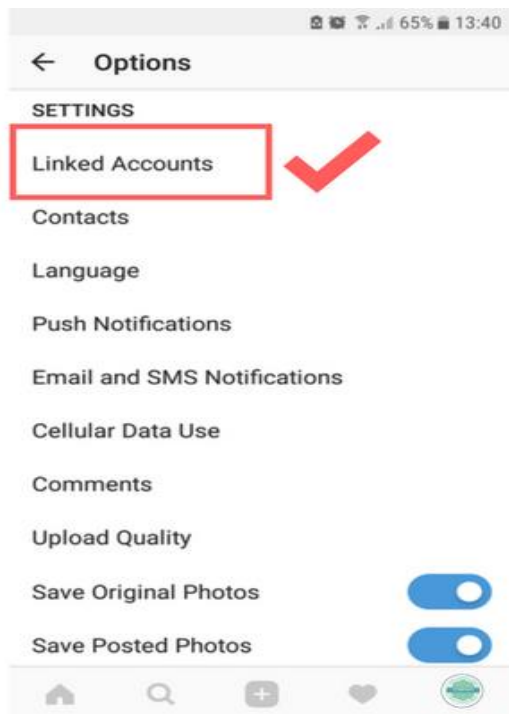 65% 13:40
Options
SETTINGS
Linked Accounts
Contacts
Language
Push Notifications
Email and SMS Notifications
Cellular Data Use
Comments
Upload Quality
Save Original Photos
Save Posted Photos